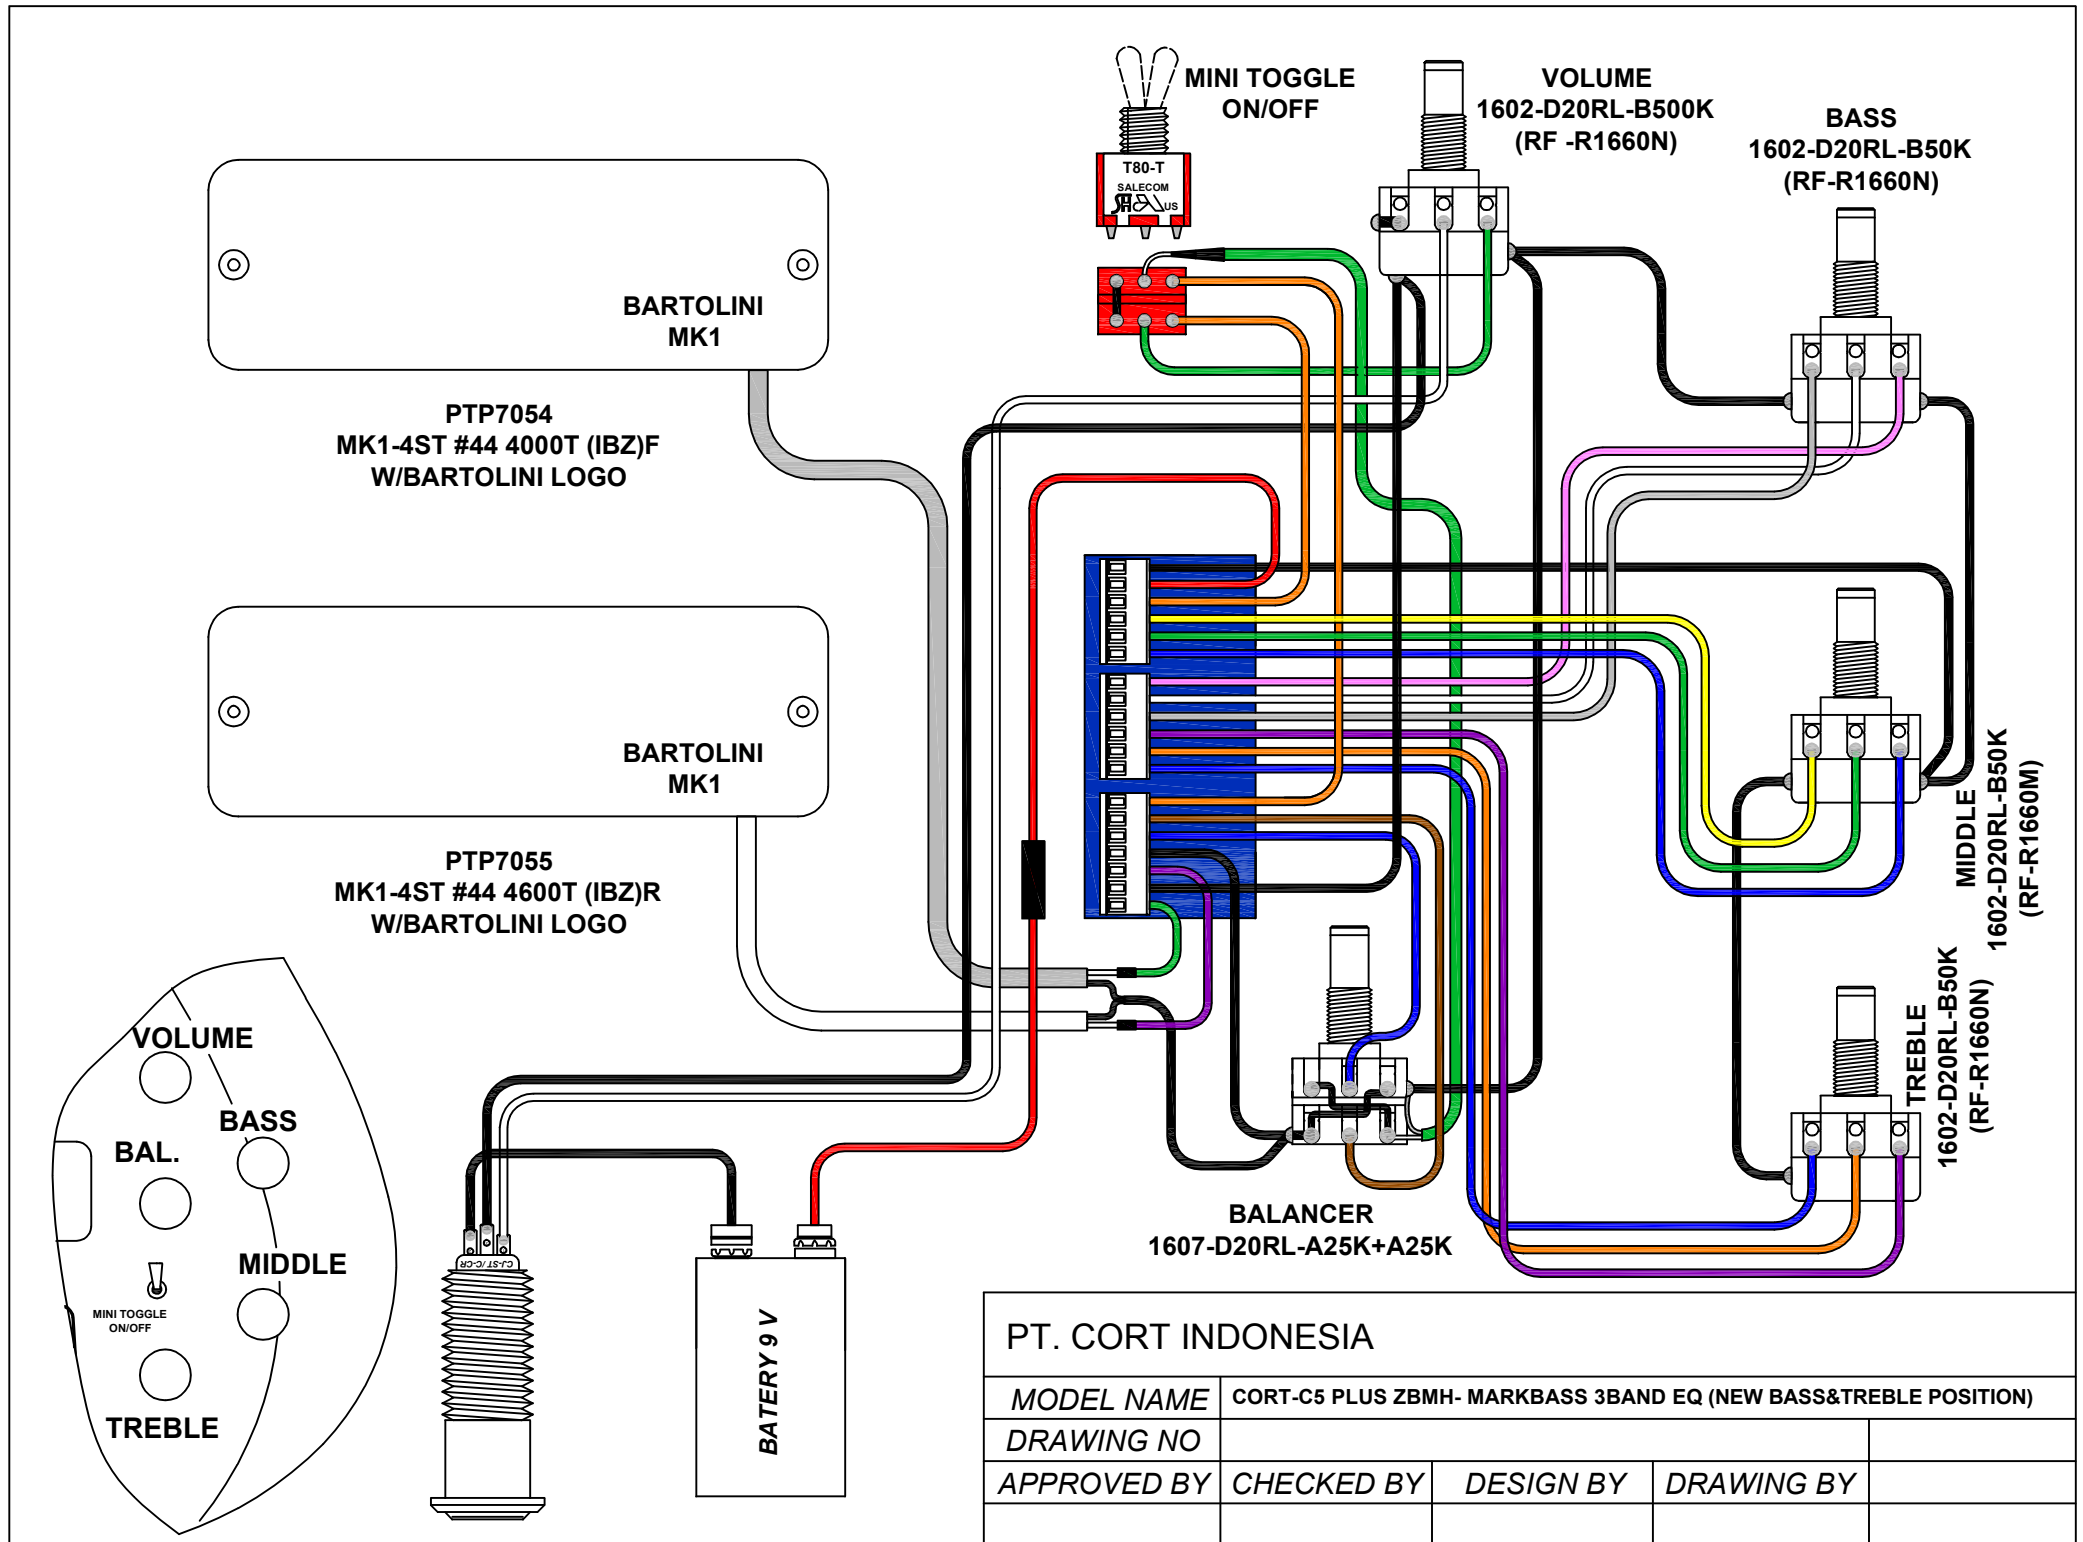 MINI TOGGLE
ON/OFF
T80-T
SALECOM
US
VOLUME
1602-D20RL-B500K
(RF -R1660N)
BASS
1602-D20RL-B50K
(RF-R1660N)
BARTOLINI
MK1
PTP7054
MK1-4ST #44 4000T (IBZ)F
W/BARTOLINI LOGO
BARTOLINI
MK1
PTP7055
MK1-4ST #44 4600T (IBZ)R
W/BARTOLINI LOGO
MIDDLE
1602-D20RL-B50K
(RF-R1660M)
TREBLE
1602-D20RL-B50K
(RF-R1660N)
BALANCER
1607-D20RL-A25K+A25K
VOLUME
BASS
BAL.
MIDDLE
MINI TOGGLE
ON/OFF
TREBLE
CJ-ST/C-CR
BATERY 9 V
PT. CORT INDONESIA
MODEL NAME CORT-C5 PLUS ZBMH- MARKBASS 3BAND EQ (NEW BASS&TREBLE POSITION)
DRAWING NO
APPROVED BY CHECKED BY DESIGN BY DRAWING BY